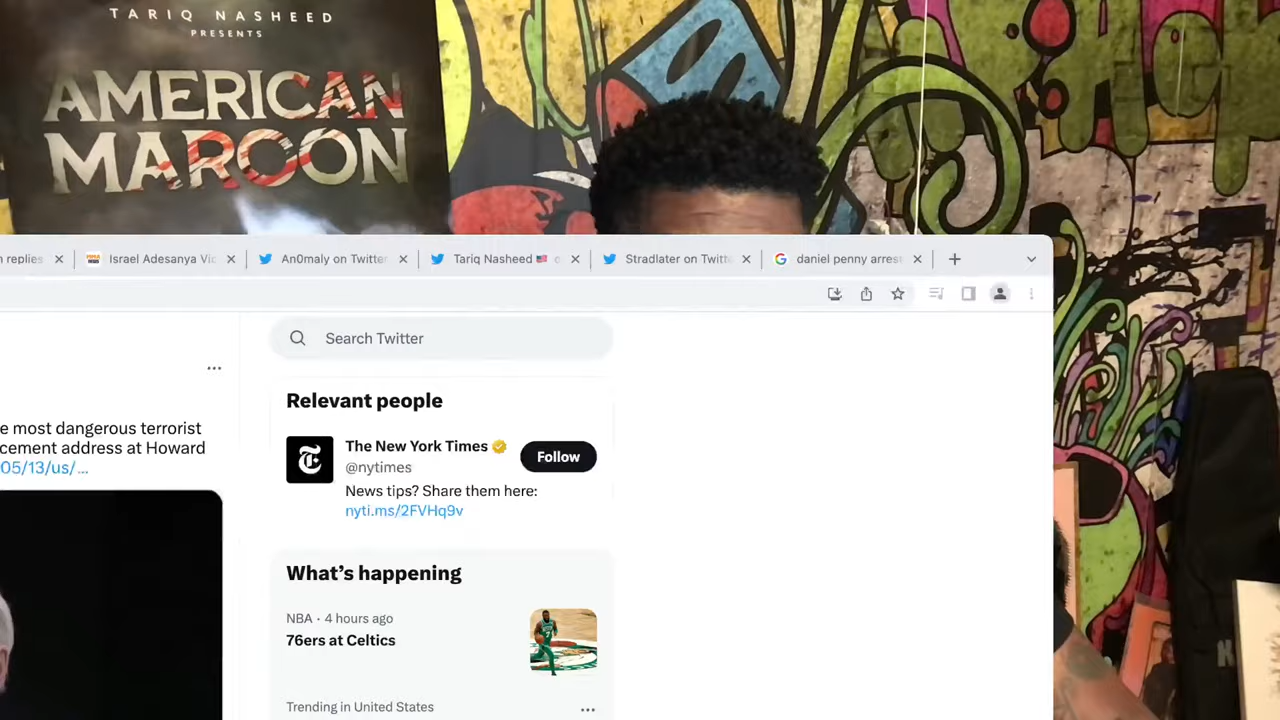 TARIQ NASHEED
PRESENTS
AMERICAN
MAROON
n replies
Israel Adesanya Vic
An0maly on Twitter
Tariq Nasheed 🇺🇸 o
Stradlater on Twitt
daniel penny arres
Search Twitter
Relevant people
The New York Times
@nytimes
Follow
News tips? Share them here:
nyti.ms/2FVHq9v
e most dangerous terrorist
cement address at Howard
05/13/us/…
What’s happening
NBA · 4 hours ago
76ers at Celtics
Trending in United States